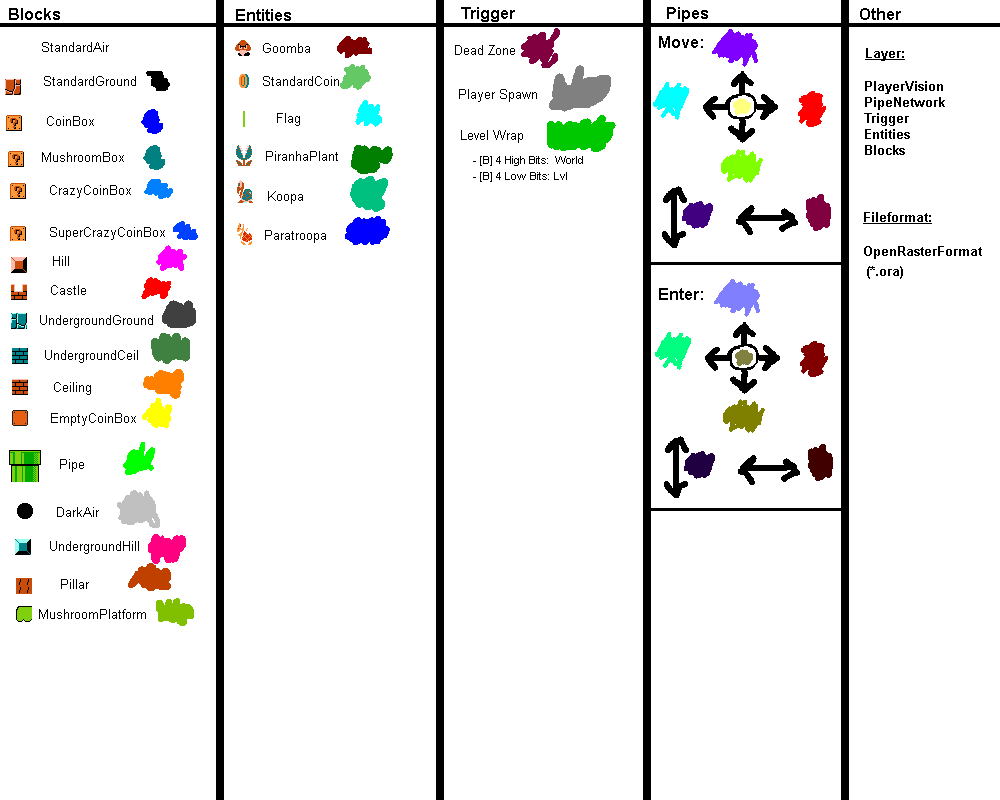 Blocks
StandardAir
StandardGround
CoinBox
MushroomBox
CrazyCoinBox
SuperCrazyCoinBox
Hill
Castle
UndergroundGround
UndergroundCeil
Ceiling
EmptyCoinBox
Pipe
DarkAir
UndergroundHill
Pillar
MushroomPlatform
Entities
Goomba
StandardCoin
Flag
PiranhaPlant
Koopa
Paratroopa
Trigger
Dead Zone
Player Spawn
Level Wrap
- [B] 4 High Bits: World
- [B] 4 Low Bits: Lvl
Pipes
Move:
Enter:
Other
Layer:
PlayerVision
PipeNetwork
Trigger
Entities
Blocks
Fileformat:
OpenRasterFormat
(*.ora)